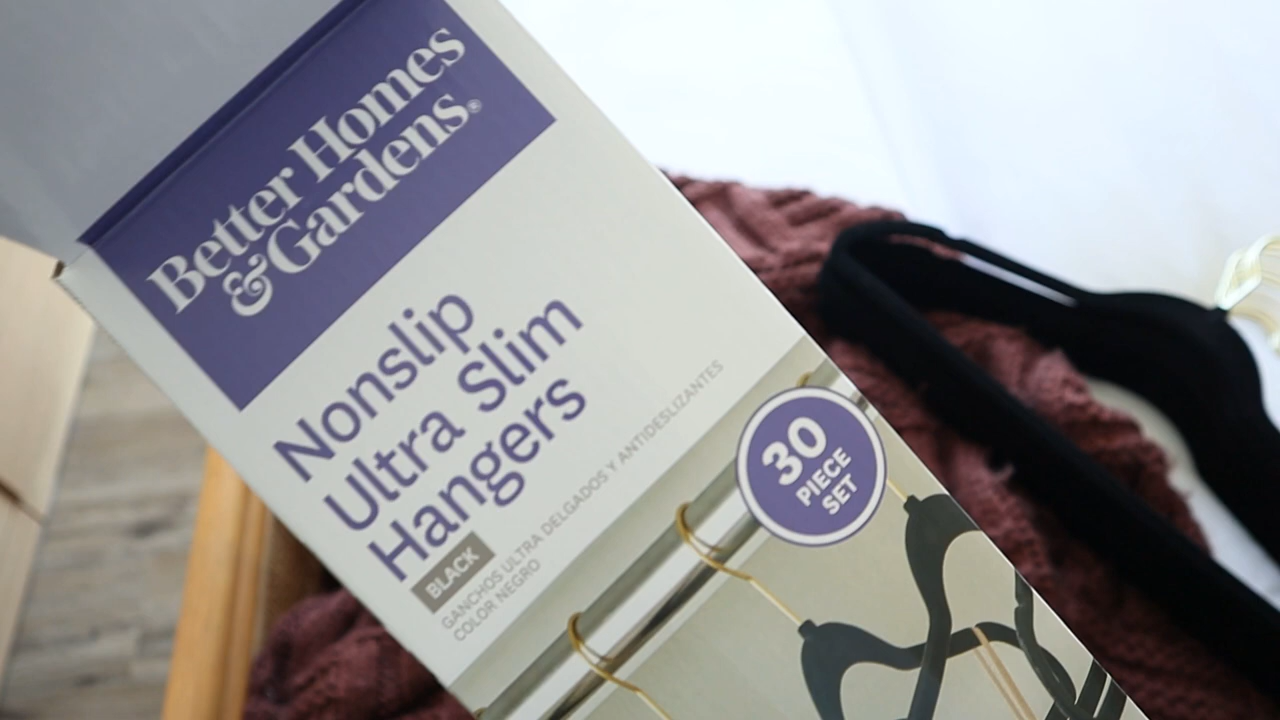 Better Homes
&Gardens®
Nonslip
Ultra Slim
Hangers
BLACK
GANCHOS ULTRA DELGADOS Y ANTIDESLIZANTES
COLOR NEGRO
30
PIECE
SET